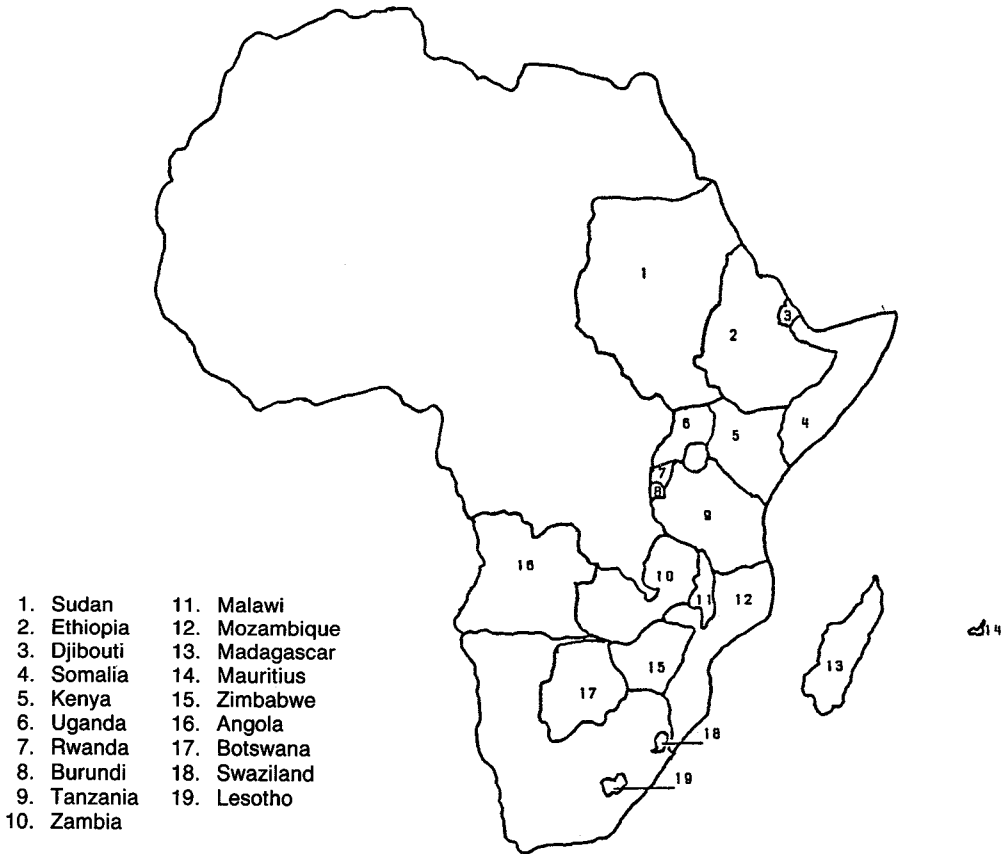 1
2
3
4
5
6
7
8
9
10
11
12
13
14
15
16
17
18
19
1. Sudan
2. Ethiopia
3. Djibouti
4. Somalia
5. Kenya
6. Uganda
7. Rwanda
8. Burundi
9. Tanzania
10. Zambia
11. Malawi
12. Mozambique
13. Madagascar
14. Mauritius
15. Zimbabwe
16. Angola
17. Botswana
18. Swaziland
19. Lesotho